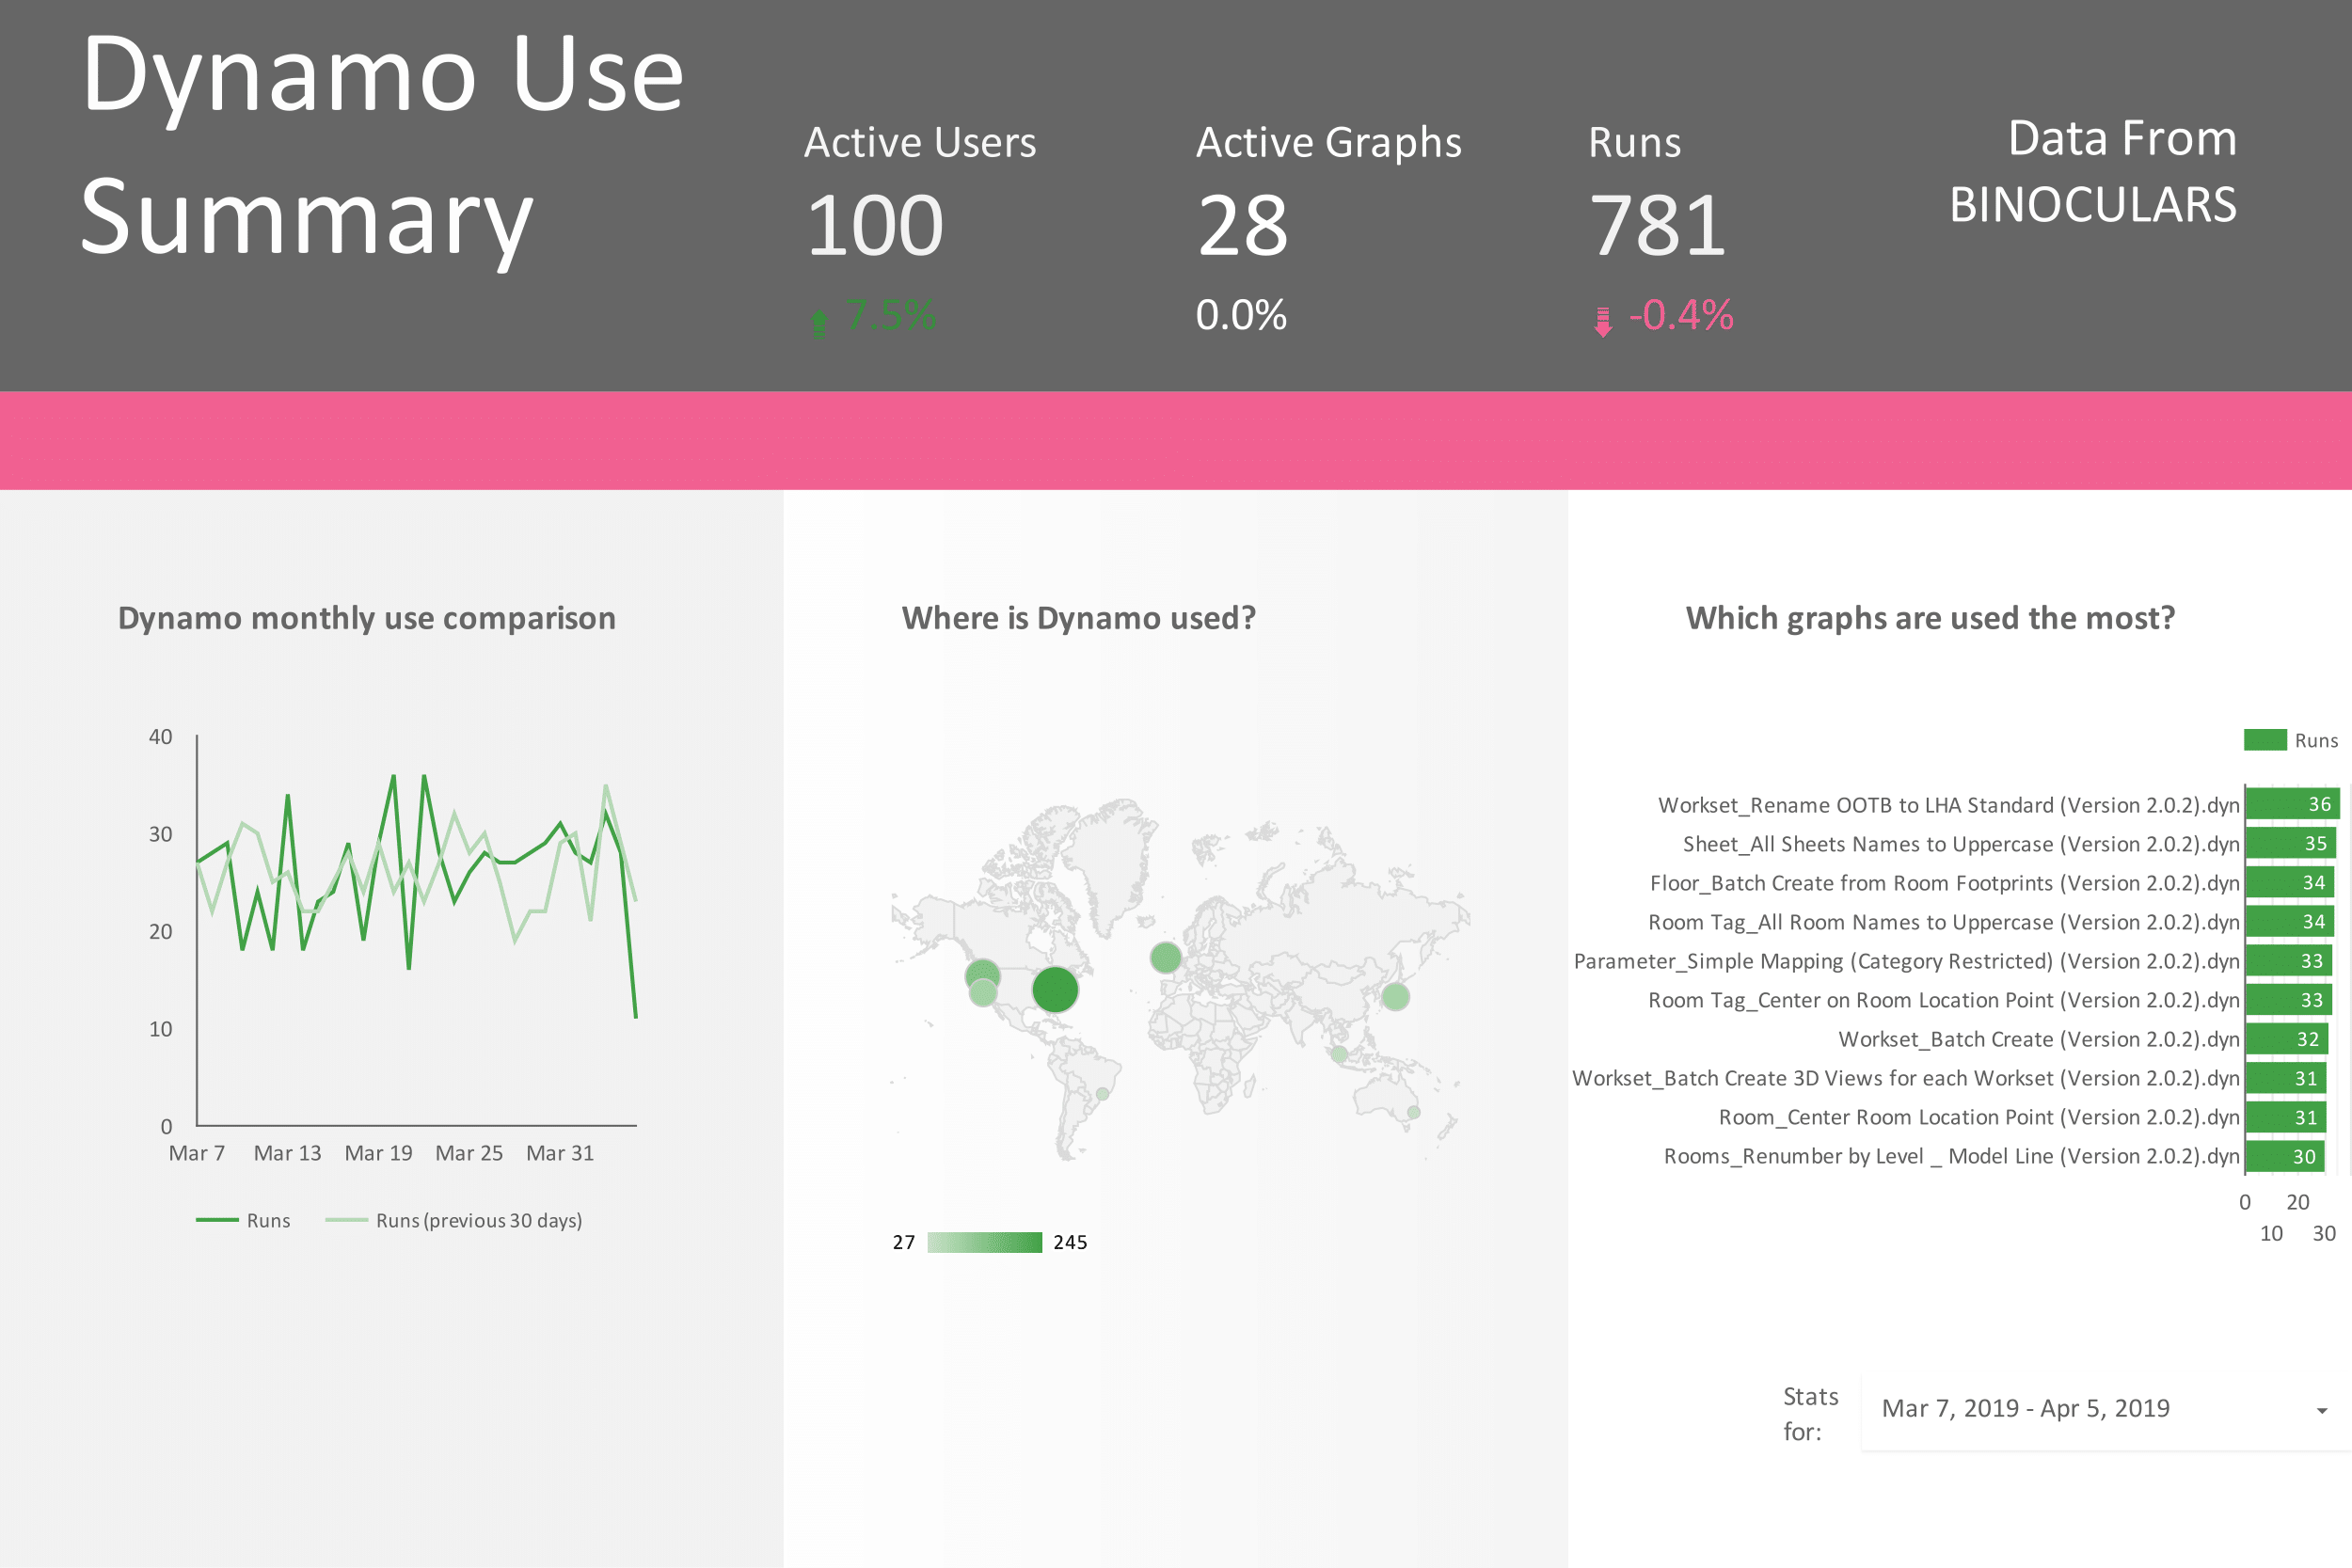 Dynamo Use
Summary
Active Users
100
7.5%
Active Graphs
28
0.0%
Runs
781
-0.4%
Data From
BINOCULARS
Dynamo monthly use comparison
40
30
20
10
0
Mar 7 Mar 13 Mar 19 Mar 25 Mar 31
Runs Runs (previous 30 days)
Where is Dynamo used?
27 245
Which graphs are used the most?
Runs
Workset_Rename OOTB to LHA Standard (Version 2.0.2).dyn 36
Sheet_All Sheets Names to Uppercase (Version 2.0.2).dyn 35
Floor_Batch Create from Room Footprints (Version 2.0.2).dyn 34
Room Tag_All Room Names to Uppercase (Version 2.0.2).dyn 34
Parameter_Simple Mapping (Category Restricted) (Version 2.0.2).dyn 33
Room Tag_Center on Room Location Point (Version 2.0.2).dyn 33
Workset_Batch Create (Version 2.0.2).dyn 32
Workset_Batch Create 3D Views for each Workset (Version 2.0.2).dyn 31
Room_Center Room Location Point (Version 2.0.2).dyn 31
Rooms_Renumber by Level _ Model Line (Version 2.0.2).dyn 30
0 20
10 30
Stats
for:
Mar 7, 2019 - Apr 5, 2019